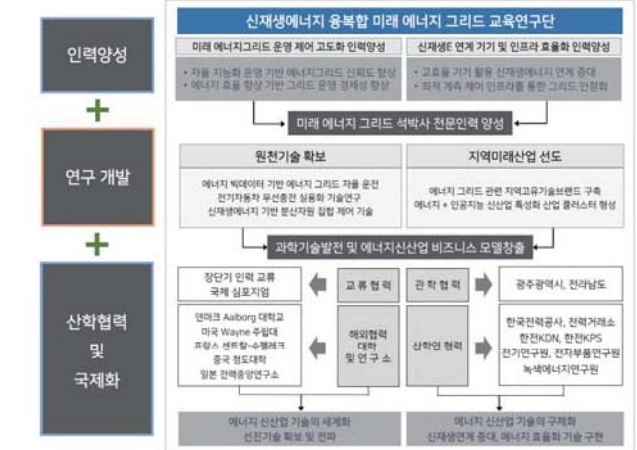 신재생에너지 융복합 미래 에너지 그리드 교육연구단
인력양성
미래 에너지그리드 운영 제어 고도화 인력양성
신재생E 연계 기기 및 인프라 효율화 인력양성
• 자율 지능화 운영 기반 에너지그리드 신뢰도 향상
• 에너지 효율 향상 기반 그리드 운영 경제성 향상
• 고효율 기기 활용 신재생에너지 연계 증대
• 최적 계측 제어 인프라를 통한 그리드 안정화
+
미래 에너지 그리드 석박사 전문인력 양성
연구 개발
원천기술 확보
지역미래산업 선도
에너지 빅데이터 기반 에너지 그리드 자율 운전
전기자동차 무선충전 실용화 기술연구
신재생에너지 기반 분산자원 집합 제어 기술
에너지 그리드 관련 지역고유기술브랜드 구축
에너지 + 인공지능 신산업 특성화 산업 클러스터 형성
+
과학기술발전 및 에너지신산업 비즈니스 모델창출
산학협력
및
국제화
장단기 인력 교류
국제 심포지엄
교류협력
관학협력
광주광역시, 전라남도
덴마크 Aalborg 대학교
미국 Wayne 주립대
프랑스 센트랄-수펠레크
중국 청도대학
일본 전력중앙연구소
해외협력
대학
및 연구소
산학연 협력
한국전력공사, 전력거래소
한전KDN, 한전KPS
전기연구원, 전자부품연구원
녹색에너지연구원
에너지 신산업 기술의 세계화
선진기술 확보 및 전파
에너지 신산업 기술의 구체화
신재생연계 증대, 에너지 효율화 기술 구현